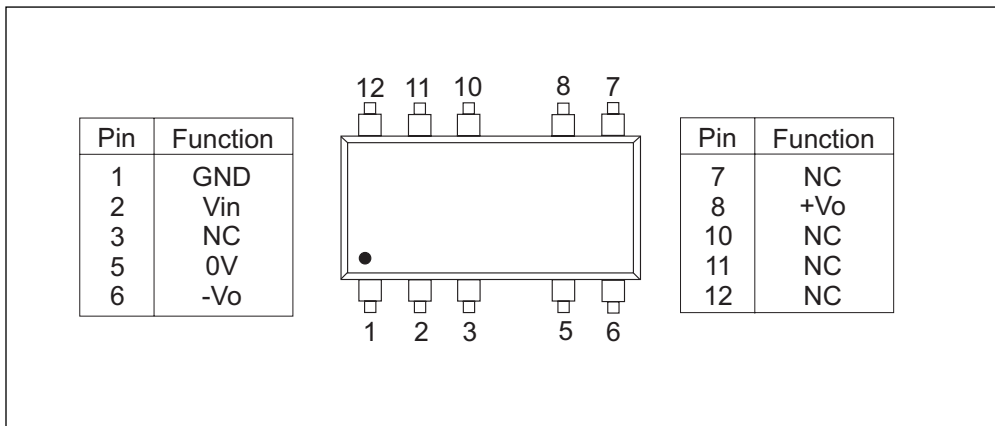 12 11 10 8 7
Pin Function
1 GND
2 Vin
3 NC
5 0V
6 -Vo
Pin Function
7 NC
8 +Vo
10 NC
11 NC
12 NC
1 2 3 5 6